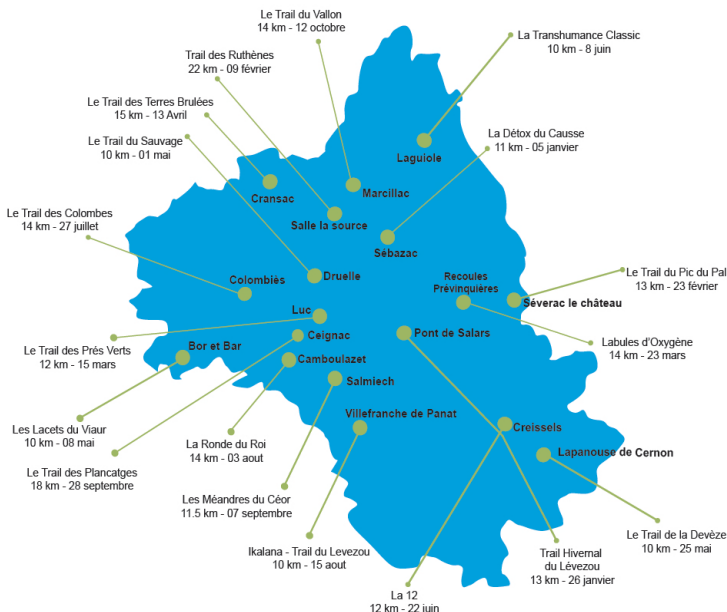 Le Trail du Vallon
14 km - 12 octobre
La Transhumance Classic
10 km - 8 juin
Trail des Ruthènes
22 km - 09 février
Le Trail des Terres Brulées
15 km - 13 Avril
Le Trail du Sauvage
10 km - 01 mai
La Détox du Causse
11 km - 05 janvier
Laguiole
Marcillac
Cransac
Salle la source
Sébazac
Le Trail des Colombes
14 km - 27 juillet
Druelle
Colombiès
Recoules
Prévinquières
Séverac le château
Le Trail du Pic du Pal
13 km - 23 février
Luc
Ceignac
Pont de Salars
Labules d'Oxygène
14 km - 23 mars
Le Trail des Prés Verts
12 km - 15 mars
Bor et Bar
Camboulazet
Salmiech
Villefranche de Panat
Creissels
Lapanouse de Cernon
Les Lacets du Viaur
10 km - 08 mai
La Ronde du Roi
14 km - 03 aout
Le Trail des Plancatges
18 km - 28 septembre
Les Méandres du Céor
11.5 km - 07 septembre
Ikalana - Trail du Levezou
10 km - 15 aout
La 12
12 km - 22 juin
Trail Hivernal
du Lévezou
13 km - 26 janvier
Le Trail de la Devèze
10 km - 25 mai